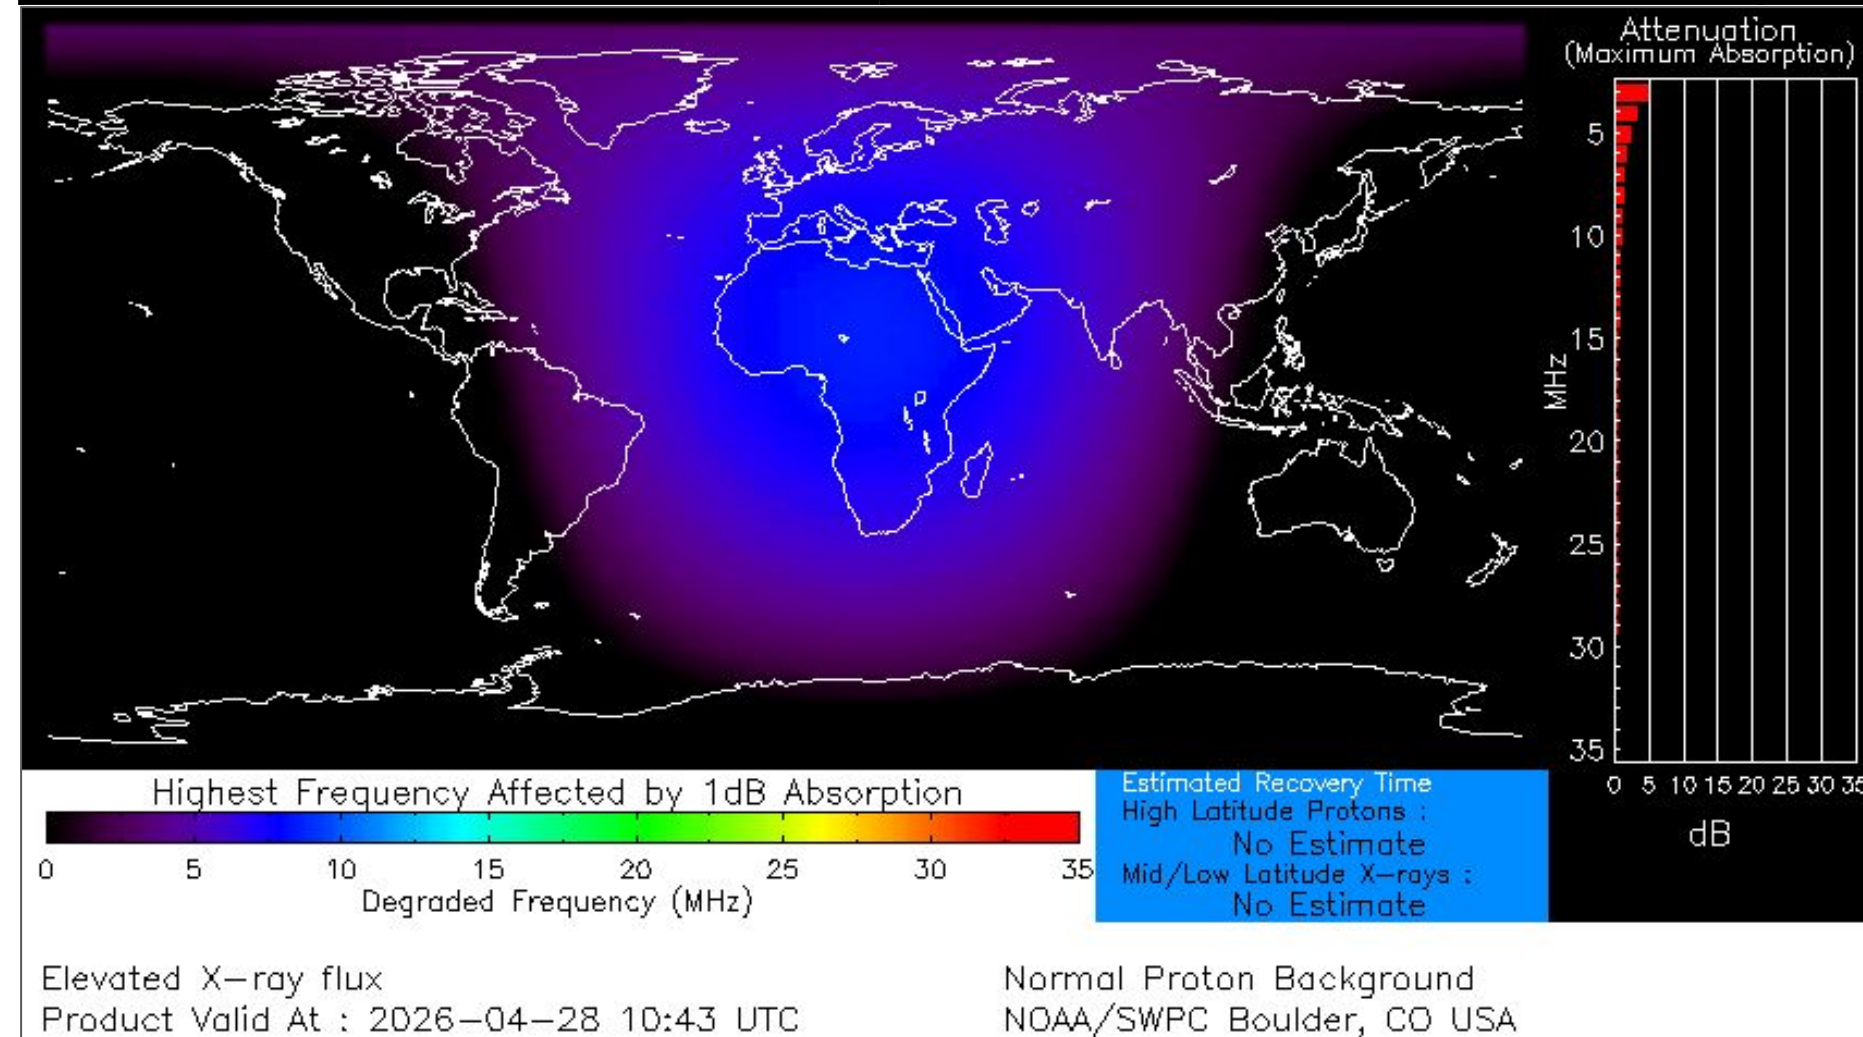 Attenuation
(Maximum Absorption)
5
10
15
20
25
30
35
MHz
0 5 10 15 20 25 30 35
dB
Highest Frequency Affected by 1dB Absorption
0 5 10 15 20 25 30 35
Degraded Frequency (MHz)
Estimated Recovery Time
High Latitude Protons :
No Estimate
Mid/Low Latitude X-rays :
No Estimate
Elevated X-ray flux
Normal Proton Background
Product Valid At : 2026-04-28 10:43 UTC
NOAA/SWPC Boulder, CO USA